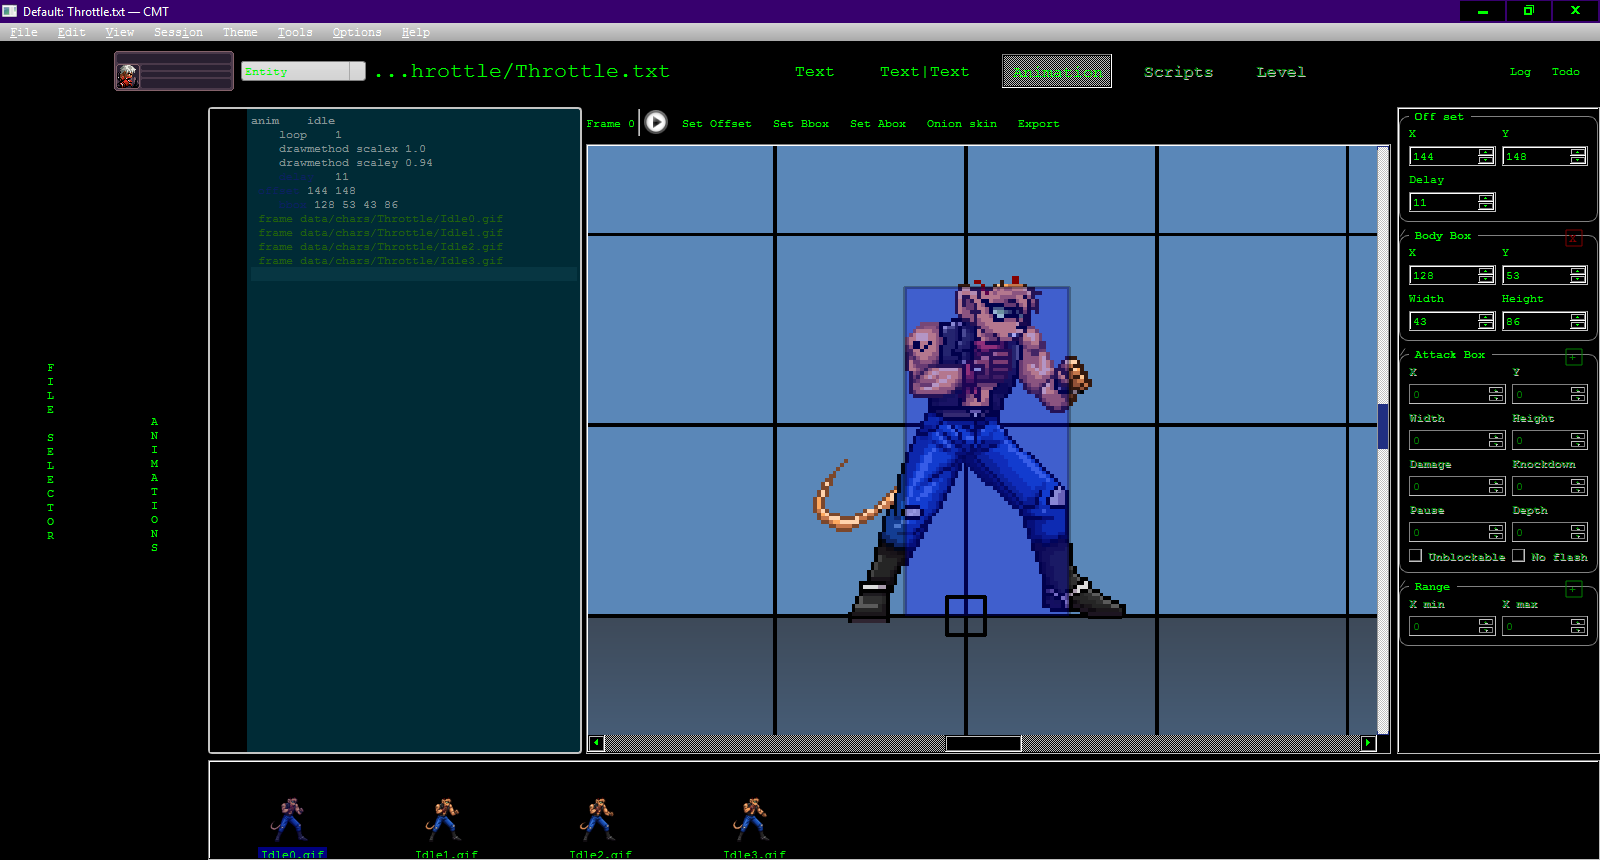 Default: Throttle.txt — CMT
File Edit View Session Theme Tools Options Help
Entity
...hrottle/Throttle.txt
Text Text|Text Animation Scripts Level
Log Todo
anim idle
loop 1
drawmethod scalex 1.0
drawmethod scaley 0.94
11
144 148
128 53 43 86
frame data/chars/Throttle/Idle0.gif
frame data/chars/Throttle/Idle1.gif
frame data/chars/Throttle/Idle2.gif
frame data/chars/Throttle/Idle3.gif
FILE SELECTOR
ANIMATIONS
Frame 0 Set Offset Set Bbox Set Abox Onion skin Export
Off set
X Y
144 148
Delay
11
Body Box X
X Y
128 53
Width Height
43 86
Attack Box +
X Y
0 0
Width Height
0 0
Damage Knockdown
0 0
Pause Depth
0 0
Unblockable No flash
Range +
X min X max
0 0
Idle0.gif Idle1.gif Idle2.gif Idle3.gif